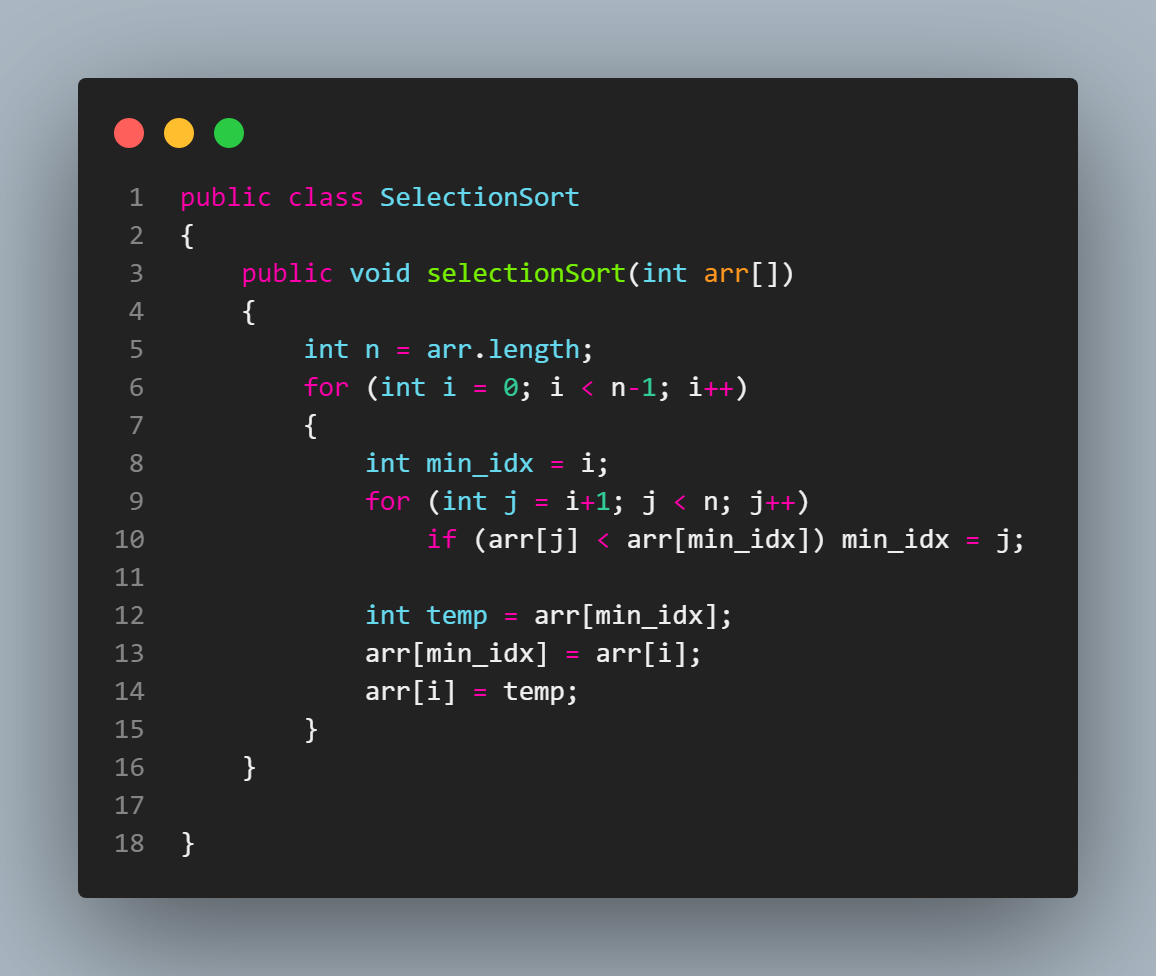 1 public class SelectionSort
2 {
3     public void selectionSort(int arr[])
4     {
5         int n = arr.length;
6         for (int i = 0; i < n-1; i++)
7         {
8             int min_idx = i;
9             for (int j = i+1; j < n; j++)
10                 if (arr[j] < arr[min_idx]) min_idx = j;
11
12             int temp = arr[min_idx];
13             arr[min_idx] = arr[i];
14             arr[i] = temp;
15         }
16     }
17
18 }